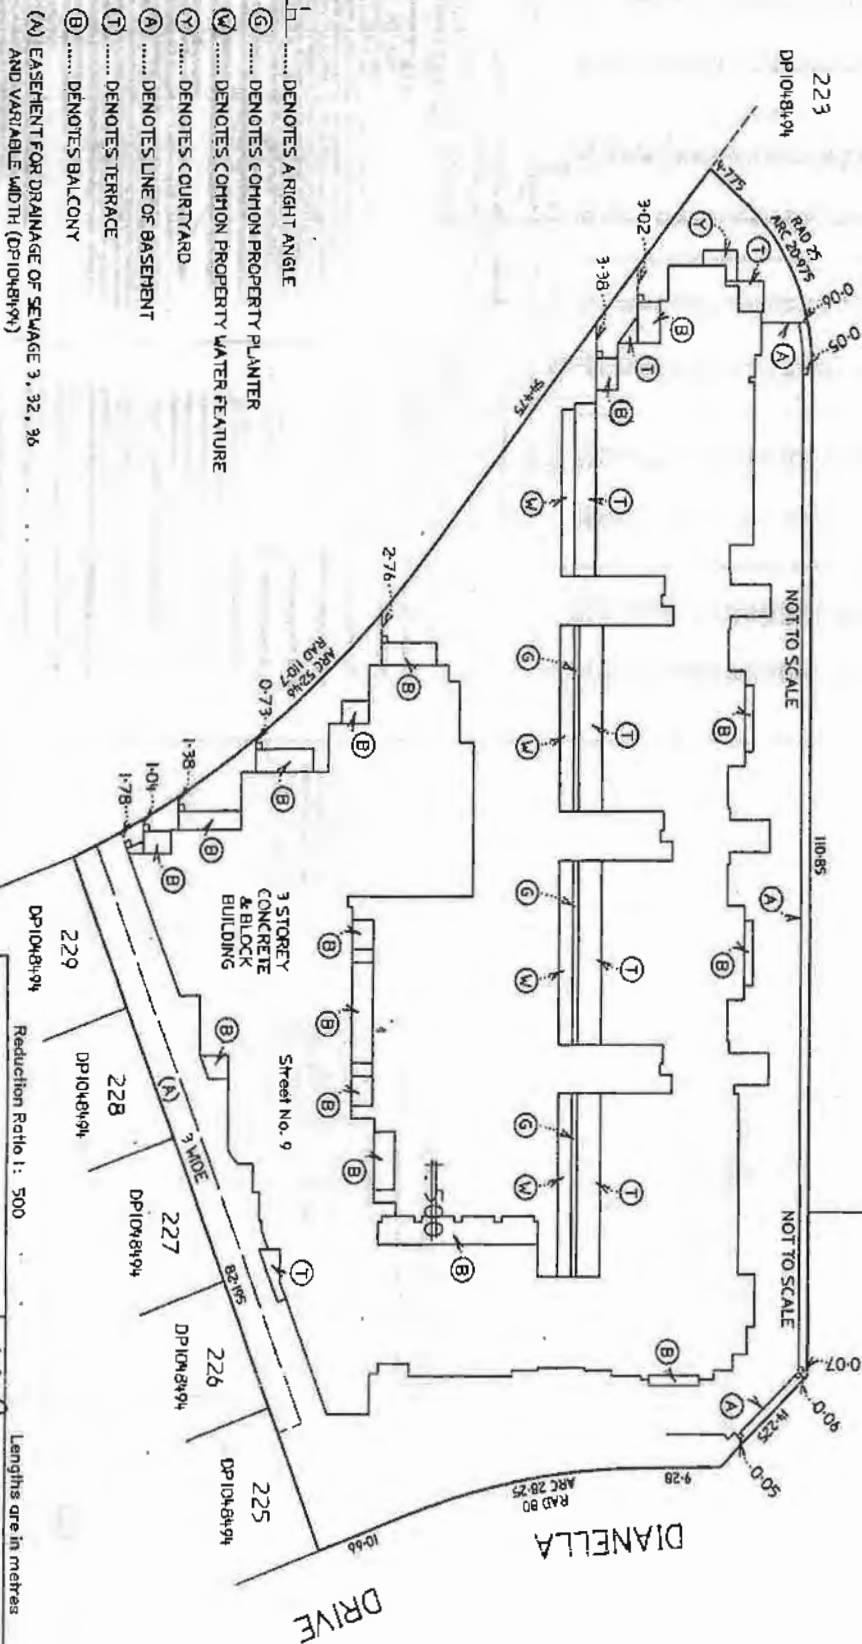 223
DP1048494
14·775
RAD 25
ARC 20·975
0·06
0·05
3·02
3·38
51·475
2·76
ARC 52·46
RAD 110·7
0·73
1·38
1·04
1·78
Y
T
A
B
T
B
W
T
G
W
T
G
W
T
G
W
T
NOT TO SCALE
110·85
NOT TO SCALE
A
B
B
B
B
B
B
B
B
B
B
B
B
B
B
T
B
A
3 STOREY
CONCRETE
& BLOCK
BUILDING
Street No. 9
0·07
0·06
14·225
0·05
9·28
RAD 80
ARC 28·25
10·66
DIANELLA
DRIVE
(A)
3 WIDE
82·195
229
DP1048494
228
DP1048494
227
DP1048494
226
DP1048494
225
DP1048494
........ DENOTES A RIGHT ANGLE
G ........ DENOTES COMMON PROPERTY PLANTER
W ........ DENOTES COMMON PROPERTY WATER FEATURE
Y ........ DENOTES COURTYARD
A ........ DENOTES LINE OF BASEMENT
T ........ DENOTES TERRACE
B ........ DENOTES BALCONY
(A) EASEMENT FOR DRAINAGE OF SEWAGE 3, 32, 36
AND VARIABLE WIDTH (DP1048494)
Reduction Ratio 1: 500
Lengths are in metres